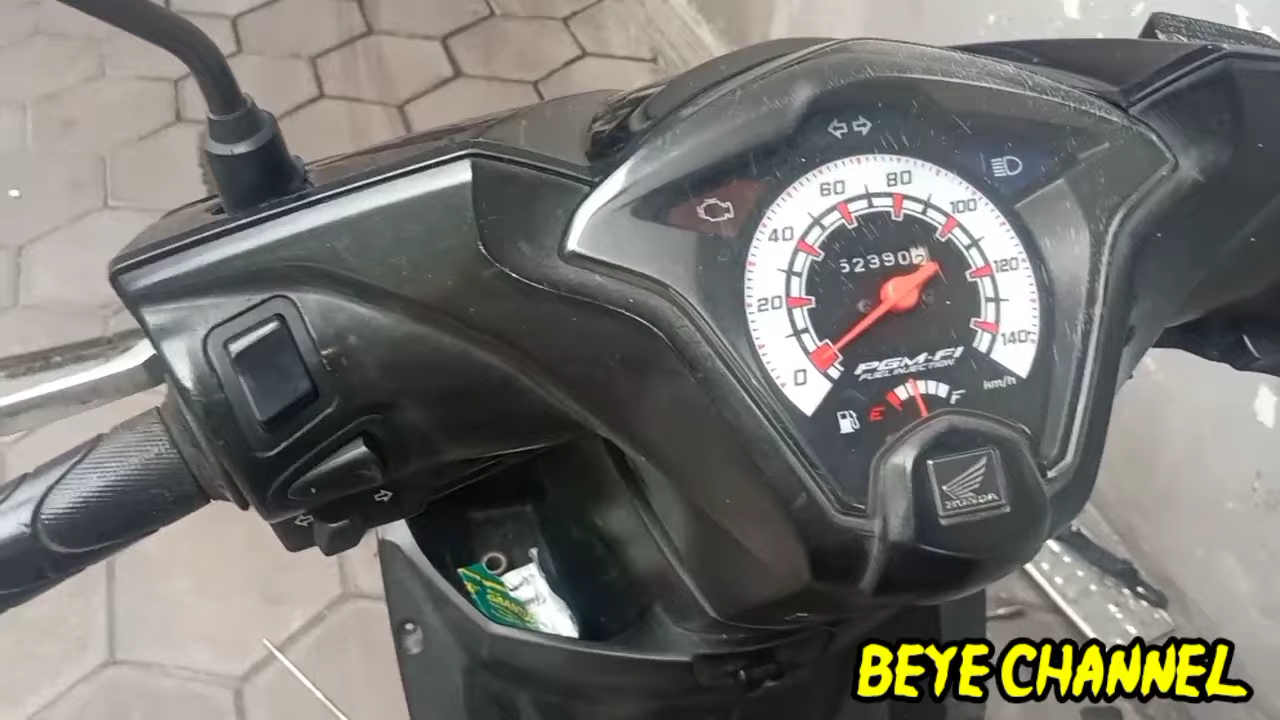 60
80
40
100
52390
120
20
140
PGM-FI
FUEL INJECTION
0
km/h
E
F
HONDA
BEYE CHANNEL